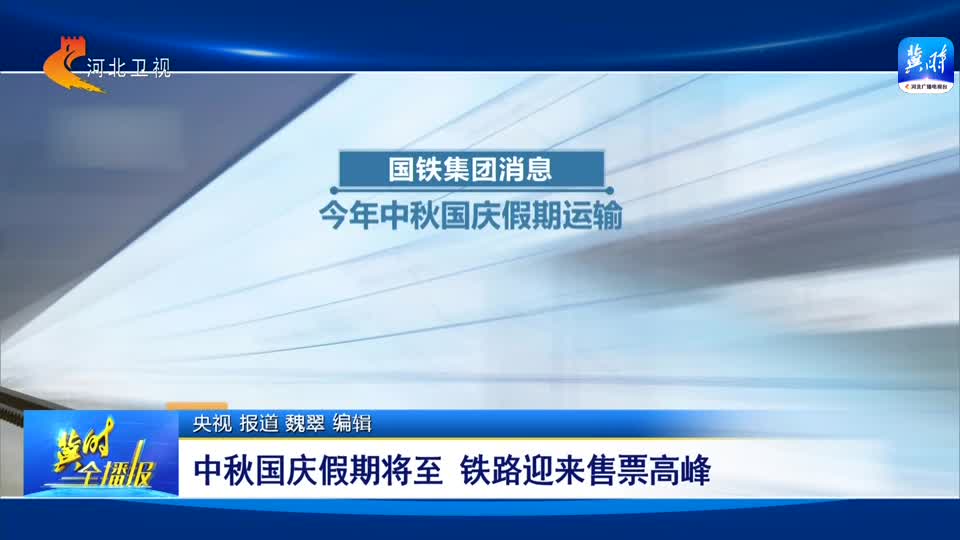 河北卫视
冀时
河北广播电视台
国铁集团消息
今年中秋国庆假期运输
央视 报道 魏翠 编辑
冀时
全播报
中秋国庆假期将至 铁路迎来售票高峰